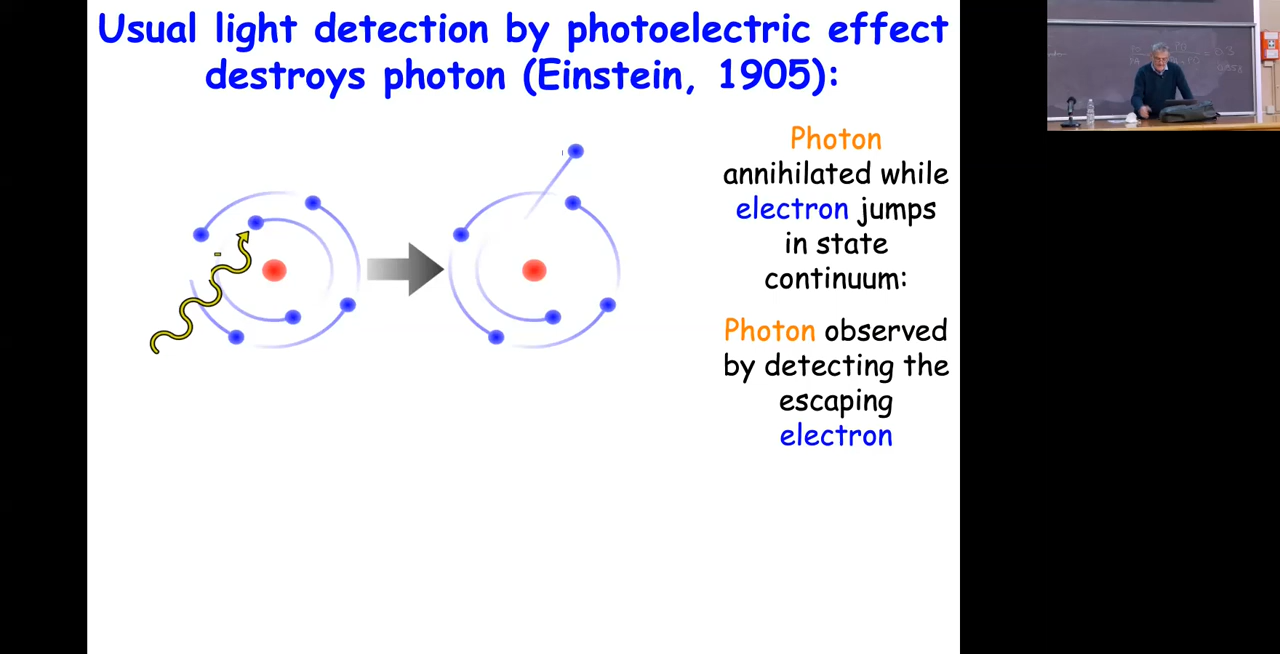 Usual light detection by photoelectric effect
destroys photon (Einstein, 1905):
Photon
annihilated while
electron jumps
in state
continuum:
Photon observed
by detecting the
escaping
electron